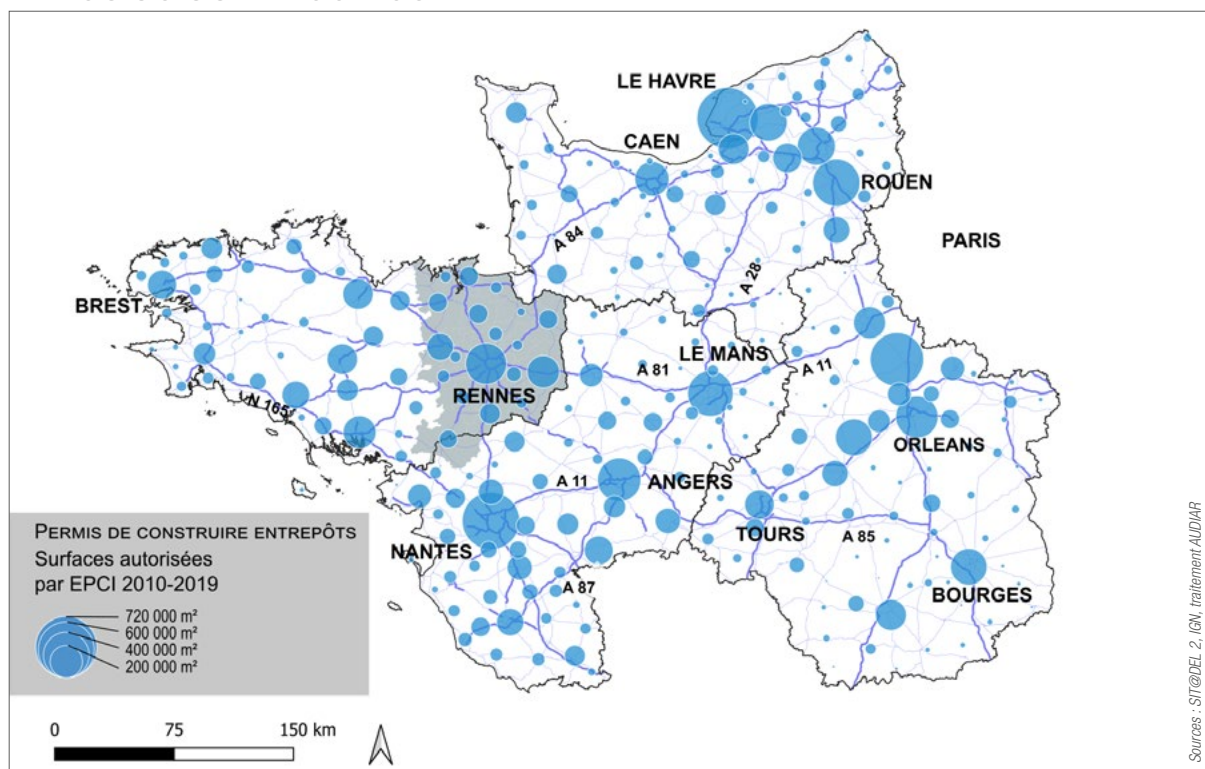 LE HAVRE
CAEN
ROUEN
PARIS
A 84
A 28
BREST
LE MANS
A 81
A 11
RENNES
N 165
ORLEANS
ANGERS
A 11
TOURS
A 85
NANTES
A 87
BOURGES
PERMIS DE CONSTRUIRE ENTREPÔTS
Surfaces autorisées
par EPCI 2010-2019
720 000 m²
600 000 m²
400 000 m²
200 000 m²
0 75 150 km
Sources : SIT@DEL 2, IGN, traitement AUDIAR